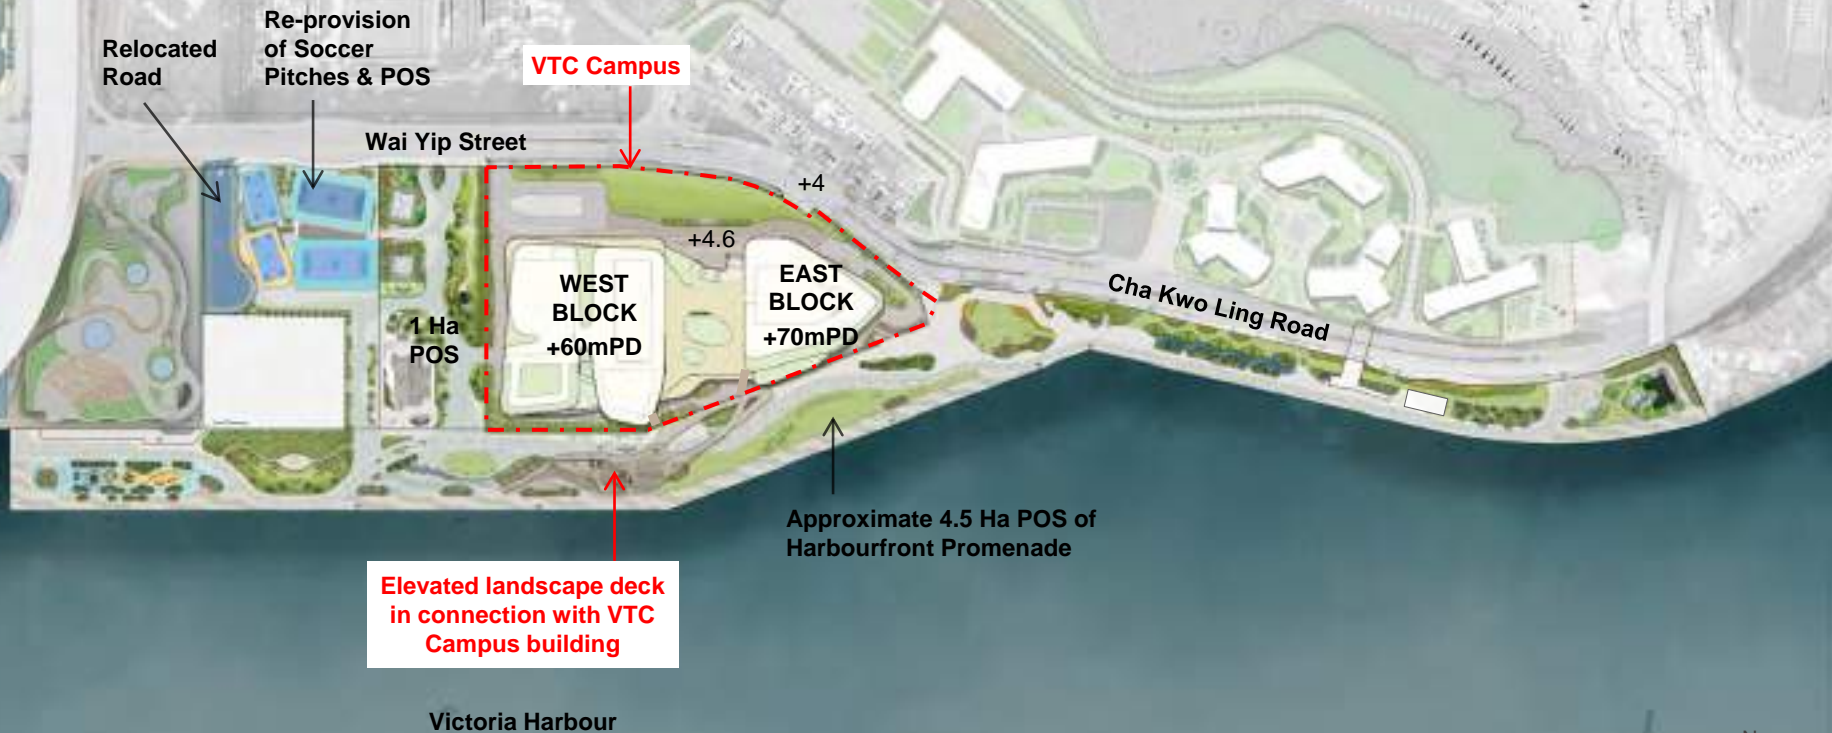 Re-provision
of Soccer
Pitches & POS
Relocated
Road
VTC Campus
Wai Yip Street
+4
+4.6
WEST
BLOCK
+60mPD
EAST
BLOCK
+70mPD
1 Ha
POS
Cha Kwo Ling Road
Approximate 4.5 Ha POS of
Harbourfront Promenade
Elevated landscape deck
in connection with VTC
Campus building
Victoria Harbour